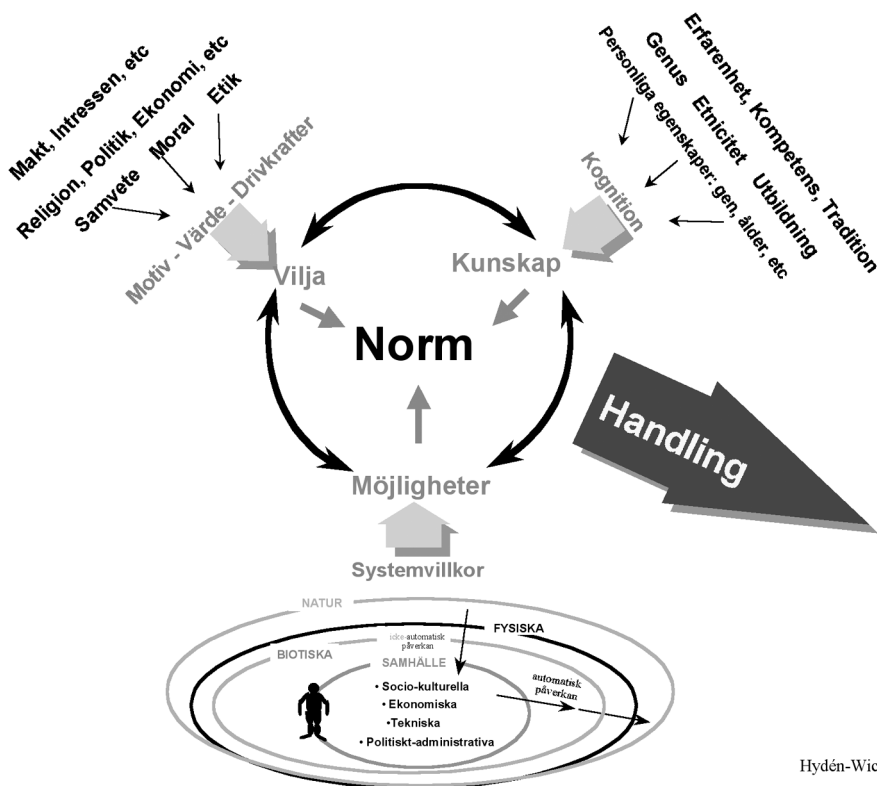 Makt, Intressen, etc
Religion, Politik, Ekonomi, etc
Samvete Moral Etik
Motiv - Värde - Drivkrafter
Erfarenhet, Kompetens, Tradition
Genus Etnicitet Utbildning
Personliga egenskaper: gen, ålder, etc
Kognition
Vilja
Kunskap
Norm
Handling
Möjligheter
Systemvillkor
NATUR
FYSISKA
icke-automatisk
påverkan
BIOTISKA
SAMHÄLLE
automatisk
påverkan
• Socio-kulturella
• Ekonomiska
•Tekniska
• Politiskt-administrativa
Hydén-Wic